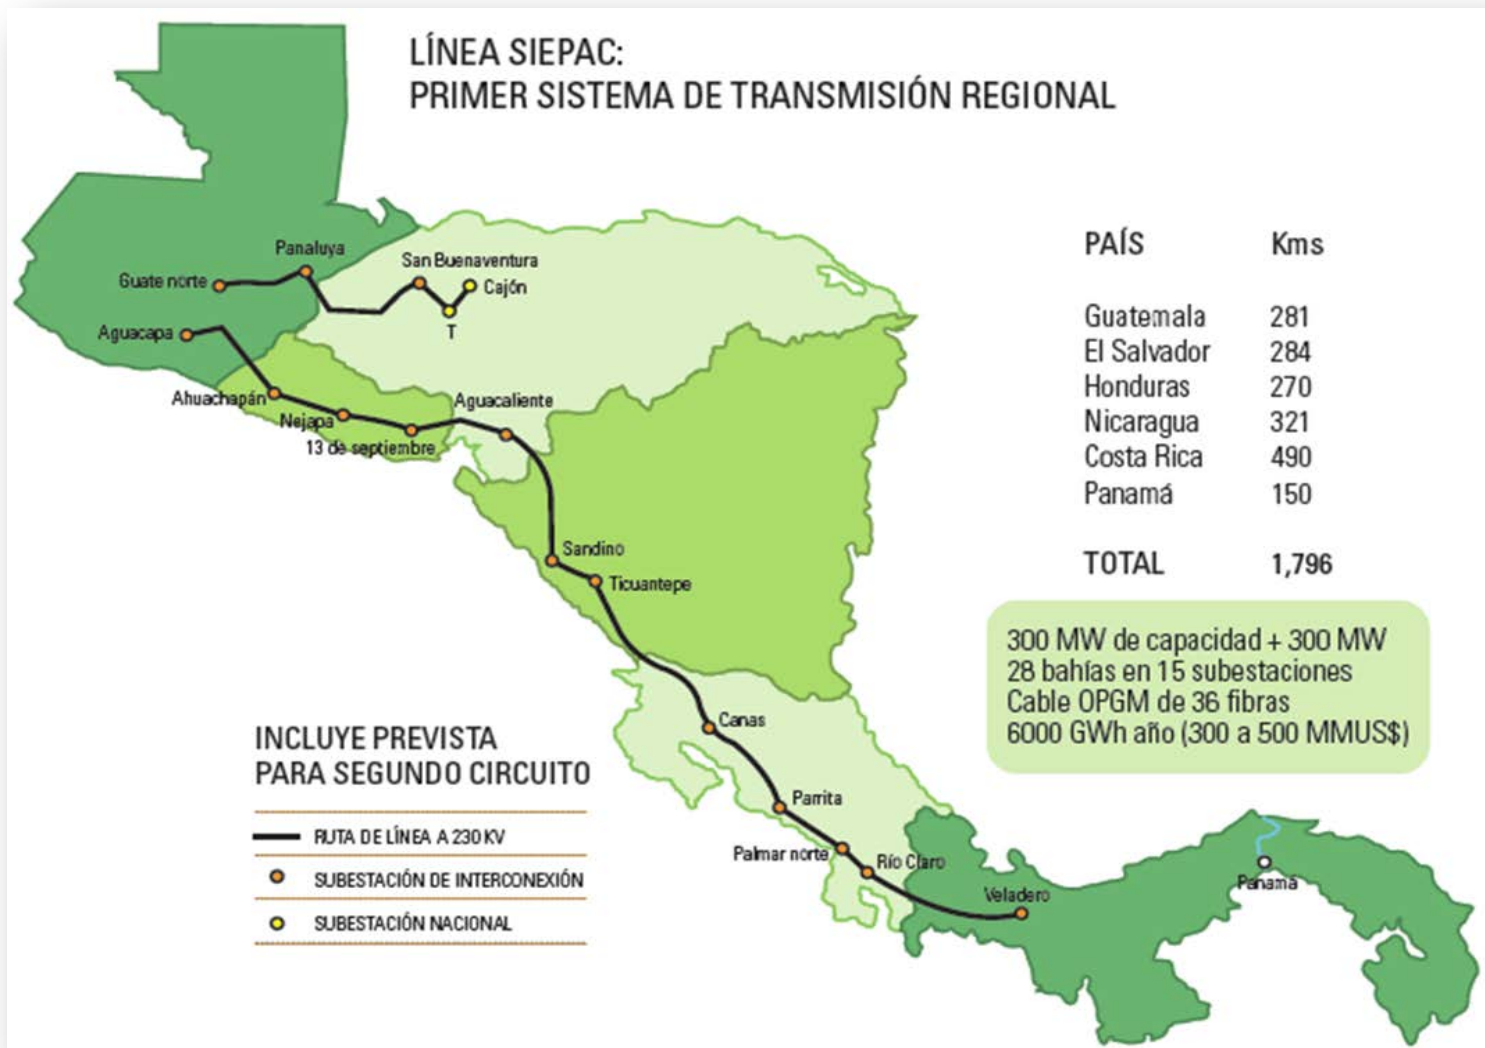 LÍNEA SIEPAC:
PRIMER SISTEMA DE TRANSMISIÓN REGIONAL
Panaluya
Guate norte
San Buenaventura
Cajón
T
Aguacapa
Ahuachapán
Nejapa
13 de septiembre
Aguacaliente
Sandino
Ticuantepe
Canas
Parrita
Palmar norte
Río Claro
Veladero
Panamá
PAÍS Kms
Guatemala 281
El Salvador 284
Honduras 270
Nicaragua 321
Costa Rica 490
Panamá 150
TOTAL 1,796
300 MW de capacidad + 300 MW
28 bahías en 15 subestaciones
Cable OPGM de 36 fibras
6000 GWh año (300 a 500 MMUS$)
INCLUYE PREVISTA
PARA SEGUNDO CIRCUITO
RUTA DE LÍNEA A 230 KV
SUBESTACIÓN DE INTERCONEXIÓN
SUBESTACIÓN NACIONAL